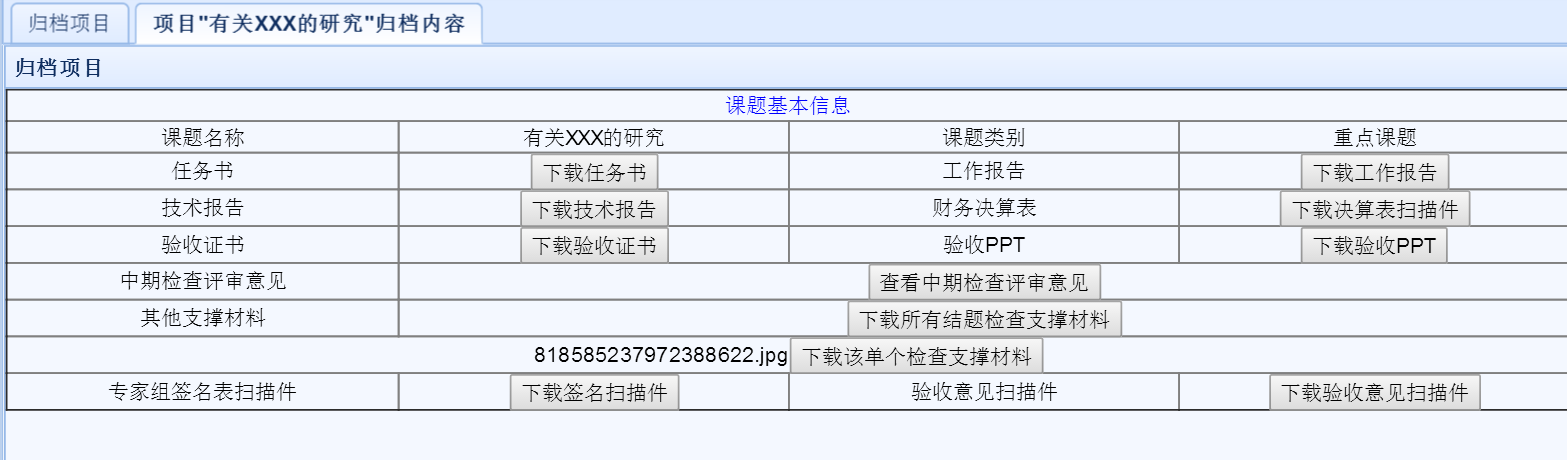 归档项目 项目"有关XXX的研究"归档内容
归档项目
课题基本信息
课题名称 有关XXX的研究 课题类别 重点课题
任务书 下载任务书 工作报告 下载工作报告
技术报告 下载技术报告 财务决算表 下载决算表扫描件
验收证书 下载验收证书 验收PPT 下载验收PPT
中期检查评审意见 查看中期检查评审意见
其他支撑材料 下载所有结题检查支撑材料
818585237972388622.jpg 下载该单个检查支撑材料
专家组签名表扫描件 下载签名扫描件 验收意见扫描件 下载验收意见扫描件